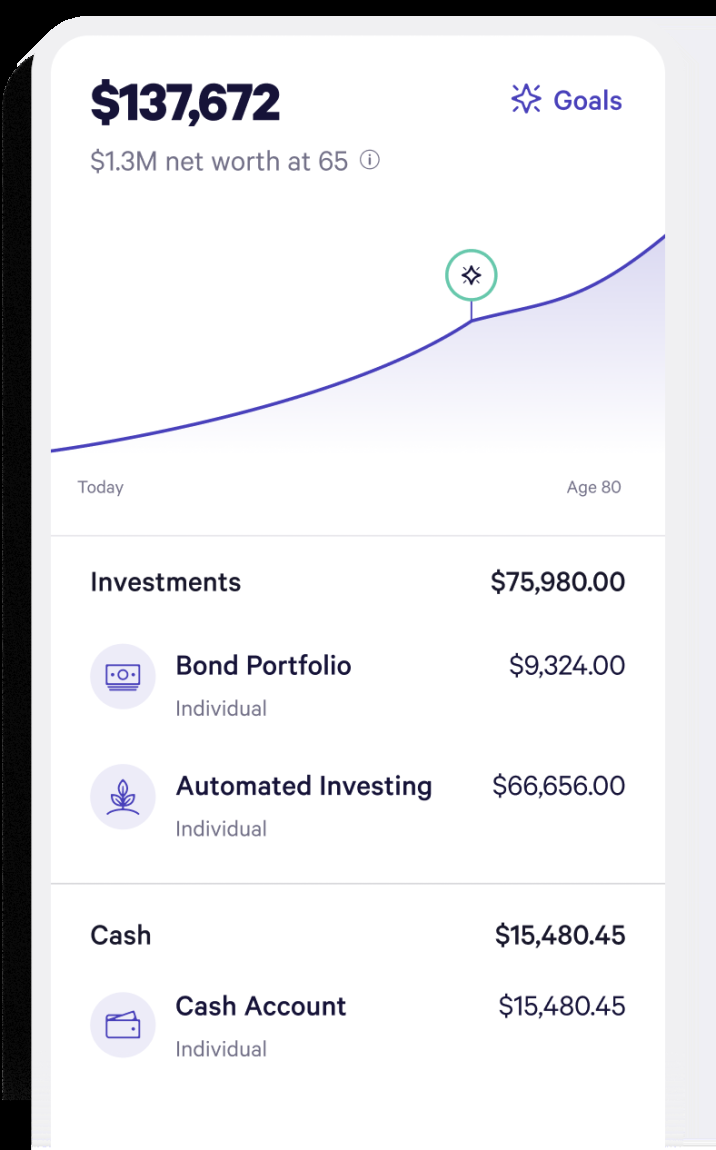 $137,672
Goals
$1.3M net worth at 65
Today
Age 80
Investments
$75,980.00
Bond Portfolio
$9,324.00
Individual
Automated Investing
$66,656.00
Individual
Cash
$15,480.45
Cash Account
$15,480.45
Individual